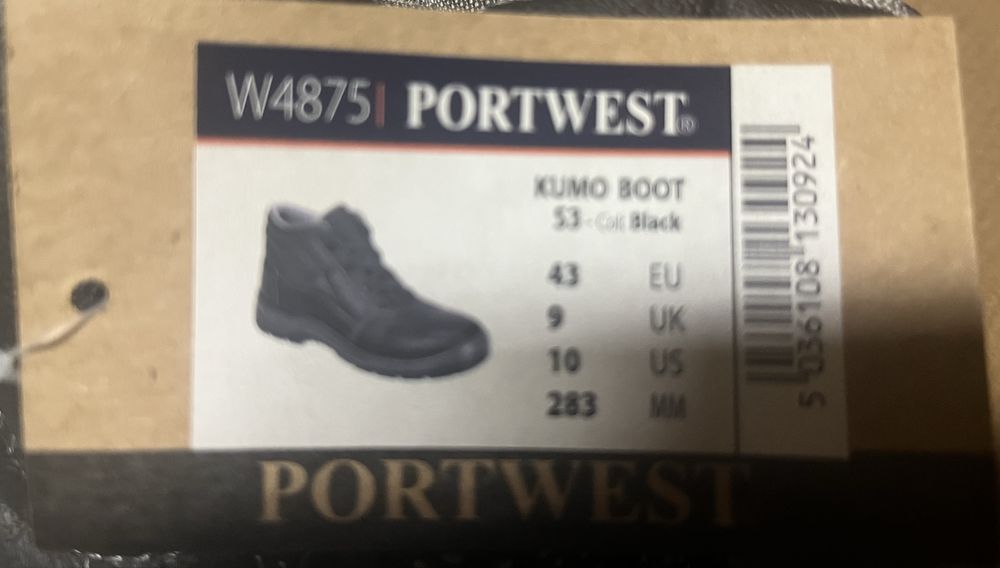 W4875| PORTWEST®
KUMO BOOT
S3 - Col: Black
43 EU
9 UK
10 US
283 MM
5 036108 130924
PORTWEST